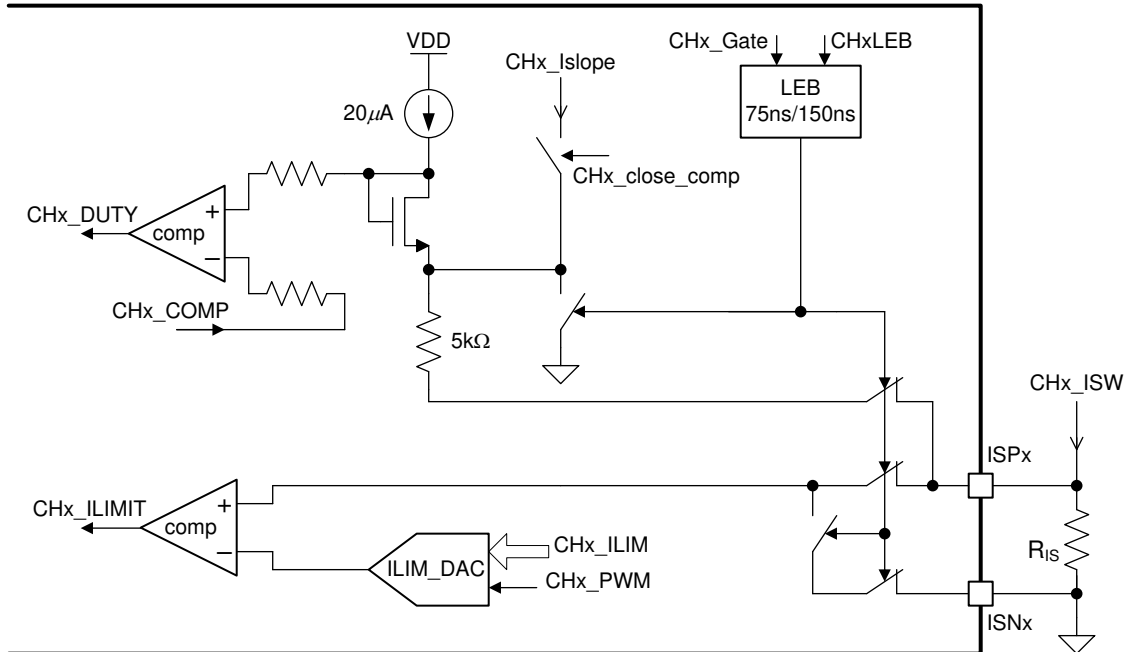 VDD
CHx_Gate
CHxLEB
CHx_Islope
LEB
75ns/150ns
20μA
CHx_close_comp
CHx_DUTY
+
comp
−
CHx_COMP
5kΩ
CHx_ISW
ISPx
CHx_ILIMIT
+
comp
−
CHx_ILIM
ILIM_DAC
CHx_PWM
RIS
ISNx